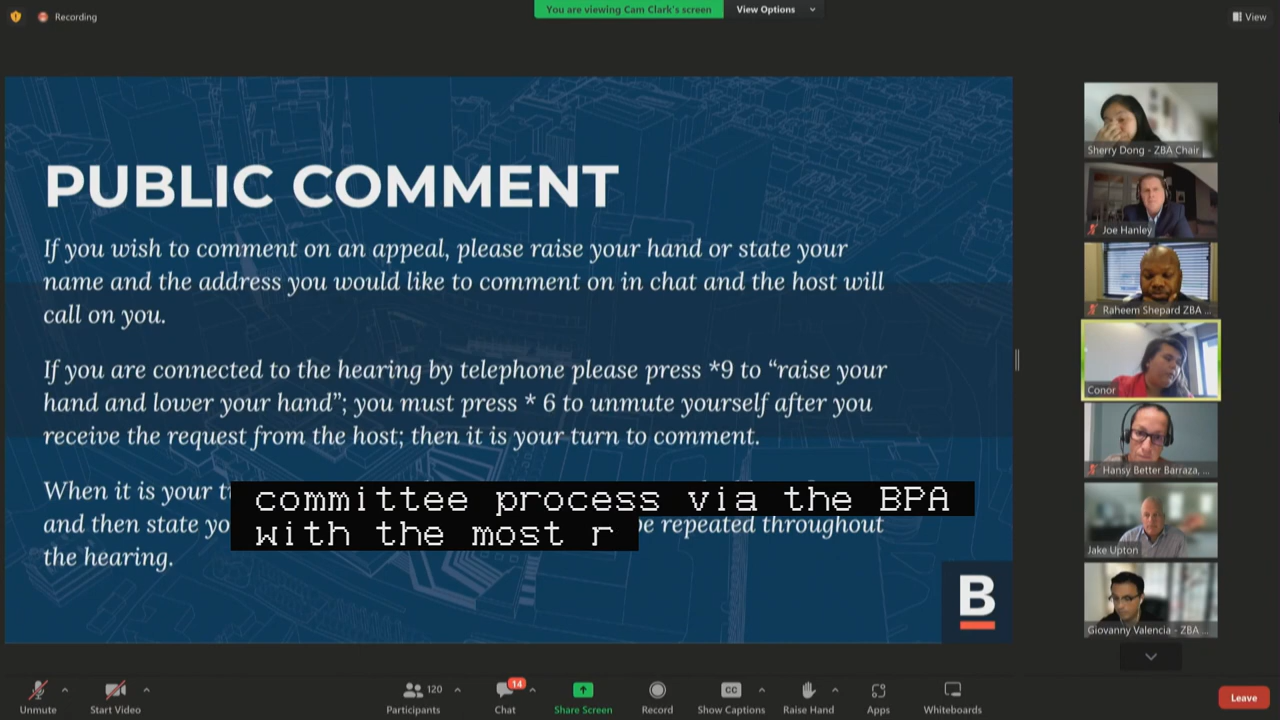 Recording
You are viewing Cam Clark's screen
View Options
View
PUBLIC COMMENT
If you wish to comment on an appeal, please raise your hand or state your
name and the address you would like to comment on in chat and the host will
call on you.
If you are connected to the hearing by telephone please press *9 to “raise your
hand and lower your hand”; you must press * 6 to unmute yourself after you
receive the request from the host; then it is your turn to comment.
When it is your
and then state be repeated throughout
the hearing.
committee process via the BPA
with the most r
B
Sherry Dong - ZBA Chair
Joe Hanley
Raheem Shepard ZBA ...
Conor
Hansy Better Barraza, ...
Jake Upton
Giovanny Valencia - ZBA ...
Unmute
Start Video
Participants
120
Chat
14
Share Screen
Record
CC
Show Captions
Raise Hand
Apps
Whiteboards
Leave